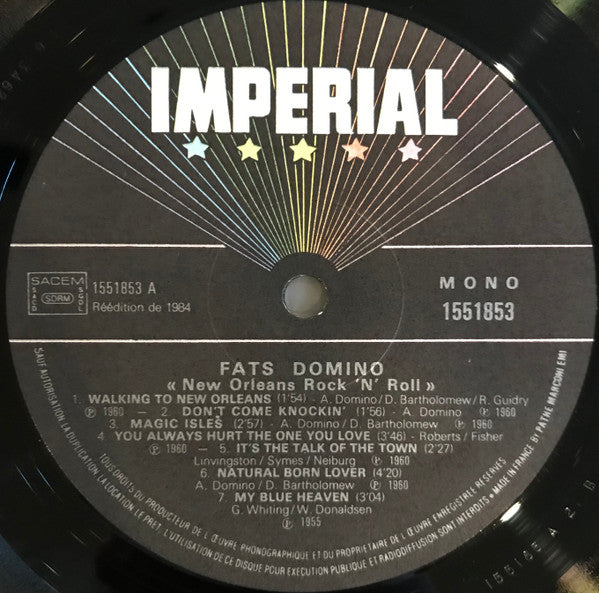 IMPERIAL
SACEM
SACD
SDRM
SGDL
1551853 A
Réédition de 1984
MONO
1551853
FATS DOMINO
« New Orleans Rock 'N' Roll »
1. WALKING TO NEW ORLEANS (1'54) - A. Domino/D. Bartholomew/R. Guidry
℗ 1960 — 2. DON'T COME KNOCKIN' (1'56) - A. Domino ℗ 1960
3. MAGIC ISLES (2'57) - A. Domino/D. Bartholomew
4. YOU ALWAYS HURT THE ONE YOU LOVE (3'46) - Roberts/Fisher
℗ 1960 — 5. IT'S THE TALK OF THE TOWN (2'27)
Linvingston/Symes/Neiburg ℗ 1960
6. NATURAL BORN LOVER (4'20)
A. Domino/D. Bartholomew ℗ 1960
7. MY BLUE HEAVEN (3'04)
G. Whiting/W. Donaldsen
℗ 1955
TOUS DROITS DU PRODUCTEUR DE L'ŒUVRE PHONOGRAPHIQUE ET DU PROPRIETAIRE DE L'ŒUVRE ENREGISTREE RESERVES
SAUF AUTORISATION LA DUPLICATION, LA LOCATION, LE PRET, L'UTILISATION DE CE DISQUE POUR EXECUTION PUBLIQUE ET RADIODIFFUSION SONT INTERDITS • MADE IN FRANCE BY PATHE MARCONI EMI